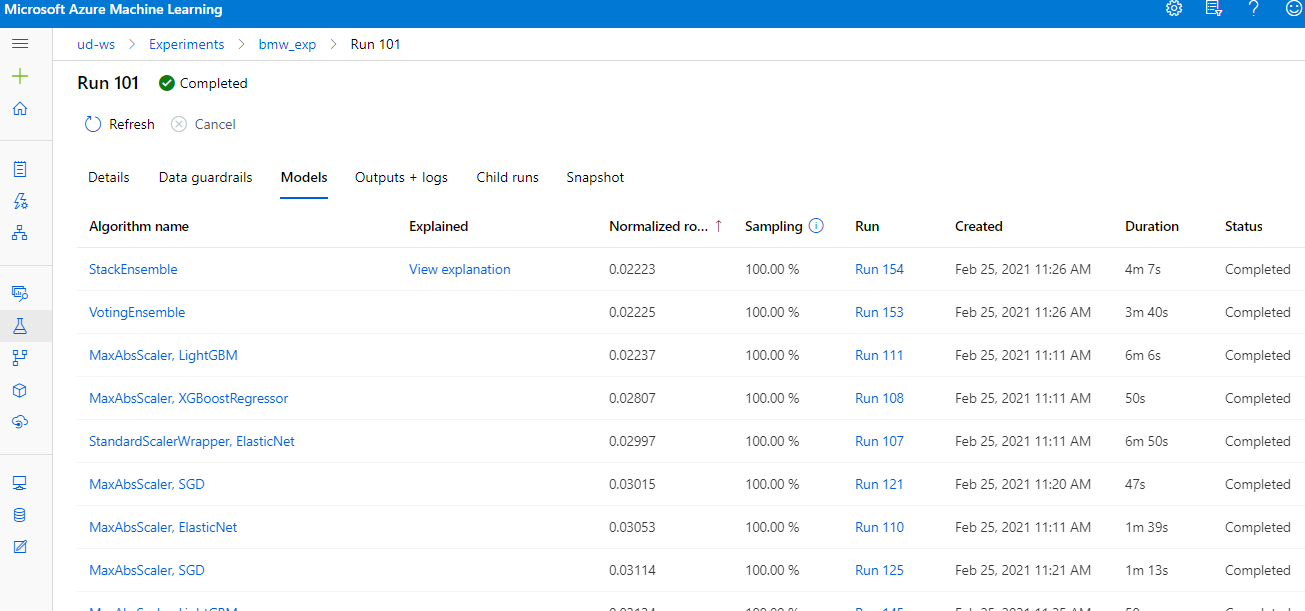 Microsoft Azure Machine Learning
ud-ws > Experiments > bmw_exp > Run 101
Run 101 Completed
Refresh Cancel
Details Data guardrails Models Outputs + logs Child runs Snapshot
Algorithm name Explained Normalized ro... ↑ Sampling Run Created Duration Status
StackEnsemble View explanation 0.02223 100.00 % Run 154 Feb 25, 2021 11:26 AM 4m 7s Completed
VotingEnsemble 0.02225 100.00 % Run 153 Feb 25, 2021 11:26 AM 3m 40s Completed
MaxAbsScaler, LightGBM 0.02237 100.00 % Run 111 Feb 25, 2021 11:11 AM 6m 6s Completed
MaxAbsScaler, XGBoostRegressor 0.02807 100.00 % Run 108 Feb 25, 2021 11:11 AM 50s Completed
StandardScalerWrapper, ElasticNet 0.02997 100.00 % Run 107 Feb 25, 2021 11:11 AM 6m 50s Completed
MaxAbsScaler, SGD 0.03015 100.00 % Run 121 Feb 25, 2021 11:20 AM 47s Completed
MaxAbsScaler, ElasticNet 0.03053 100.00 % Run 110 Feb 25, 2021 11:11 AM 1m 39s Completed
MaxAbsScaler, SGD 0.03114 100.00 % Run 125 Feb 25, 2021 11:21 AM 1m 13s Completed